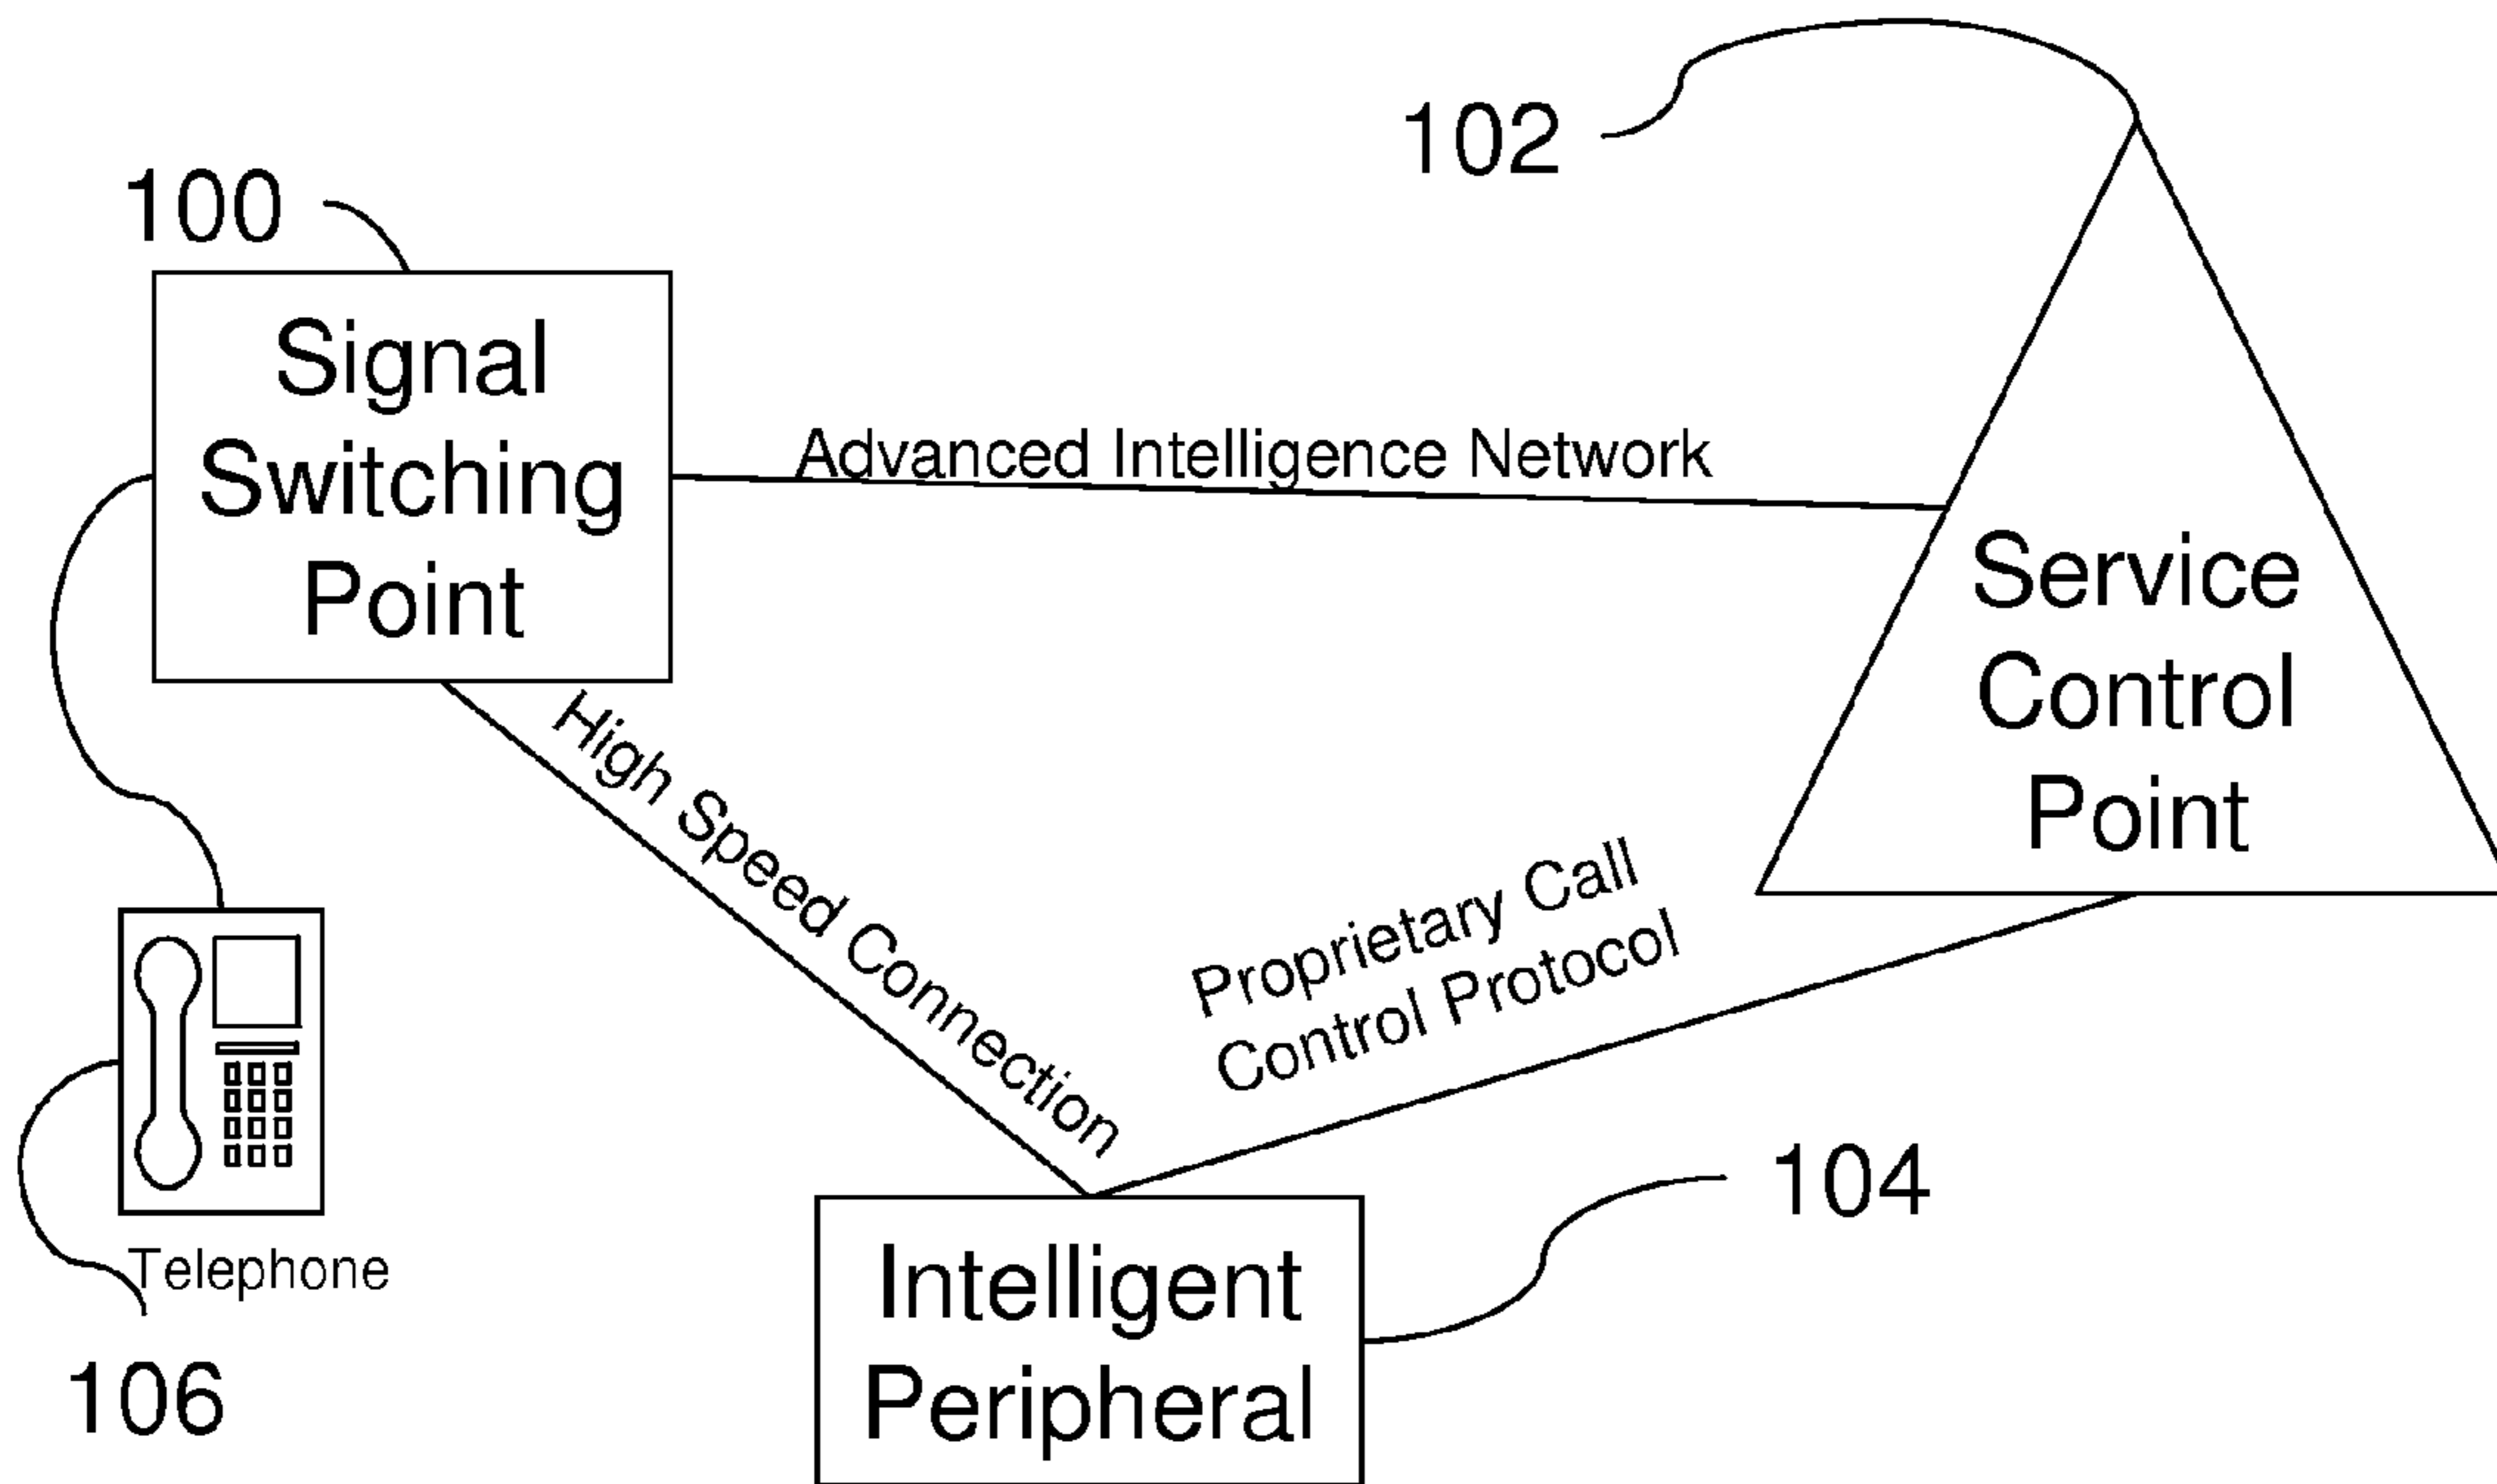 102
100
Signal
Switching
Point
Advanced Intelligence Network
Service
Control
Point
High Speed Connection
Proprietary Call
Control Protocol
104
Telephone
106
Intelligent
Peripheral